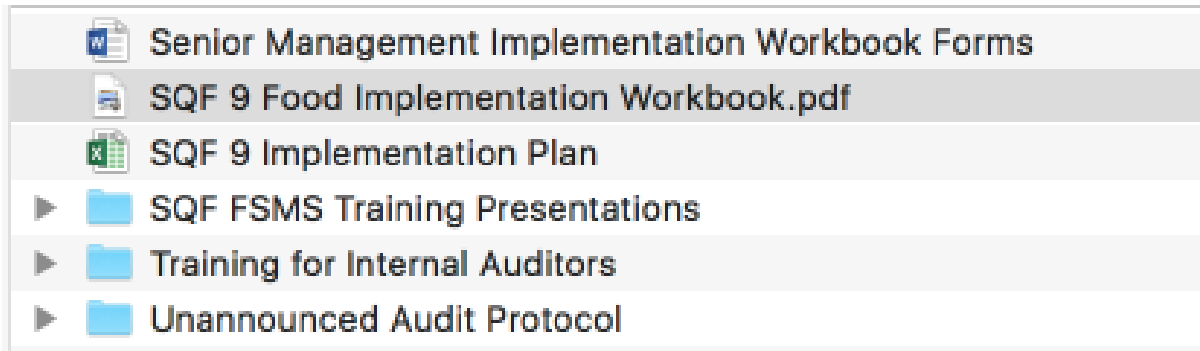 Senior Management Implementation Workbook Forms
SQF 9 Food Implementation Workbook.pdf
SQF 9 Implementation Plan
SQF FSMS Training Presentations
Training for Internal Auditors
Unannounced Audit Protocol